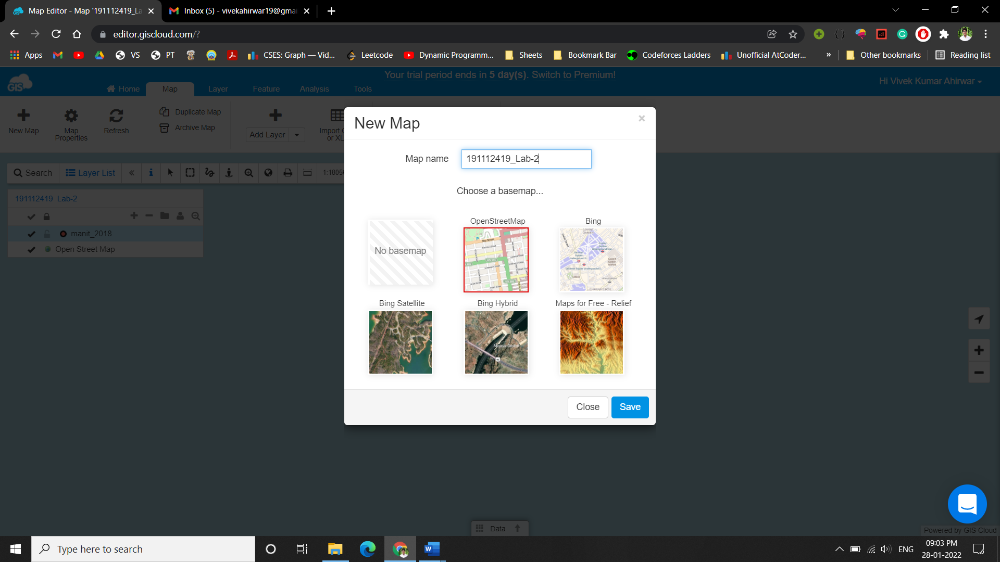 Map Editor - Map '191112419_La
Inbox (5) - vivekahirwar19@gmai
editor.giscloud.com/?
Apps
VS
PT
CSES: Graph — Vid...
Leetcode
Dynamic Programm...
Sheets
Bookmark Bar
Codeforces Ladders
Unofficial AtCoder...
»
Other bookmarks
Reading list
Your trial period ends in 5 day(s). Switch to Premium!
GIS
Home
Map
Layer
Feature
Analysis
Tools
Hi Vivek Kumar Ahirwar
New Map
Map
Properties
Refresh
Duplicate Map
Archive Map
Add Layer
Import
or XL
Search
Layer List
«
1:1805
191112419 Lab-2
manit_2018
Open Street Map
New Map
×
Map name
191112419_Lab-2
Choose a basemap...
No basemap
OpenStreetMap
Bing
Bing Satellite
Bing Hybrid
Maps for Free - Relief
Close
Save
Data
Powered by GIS Cloud
Type here to search
ENG
09:03 PM
28-01-2022